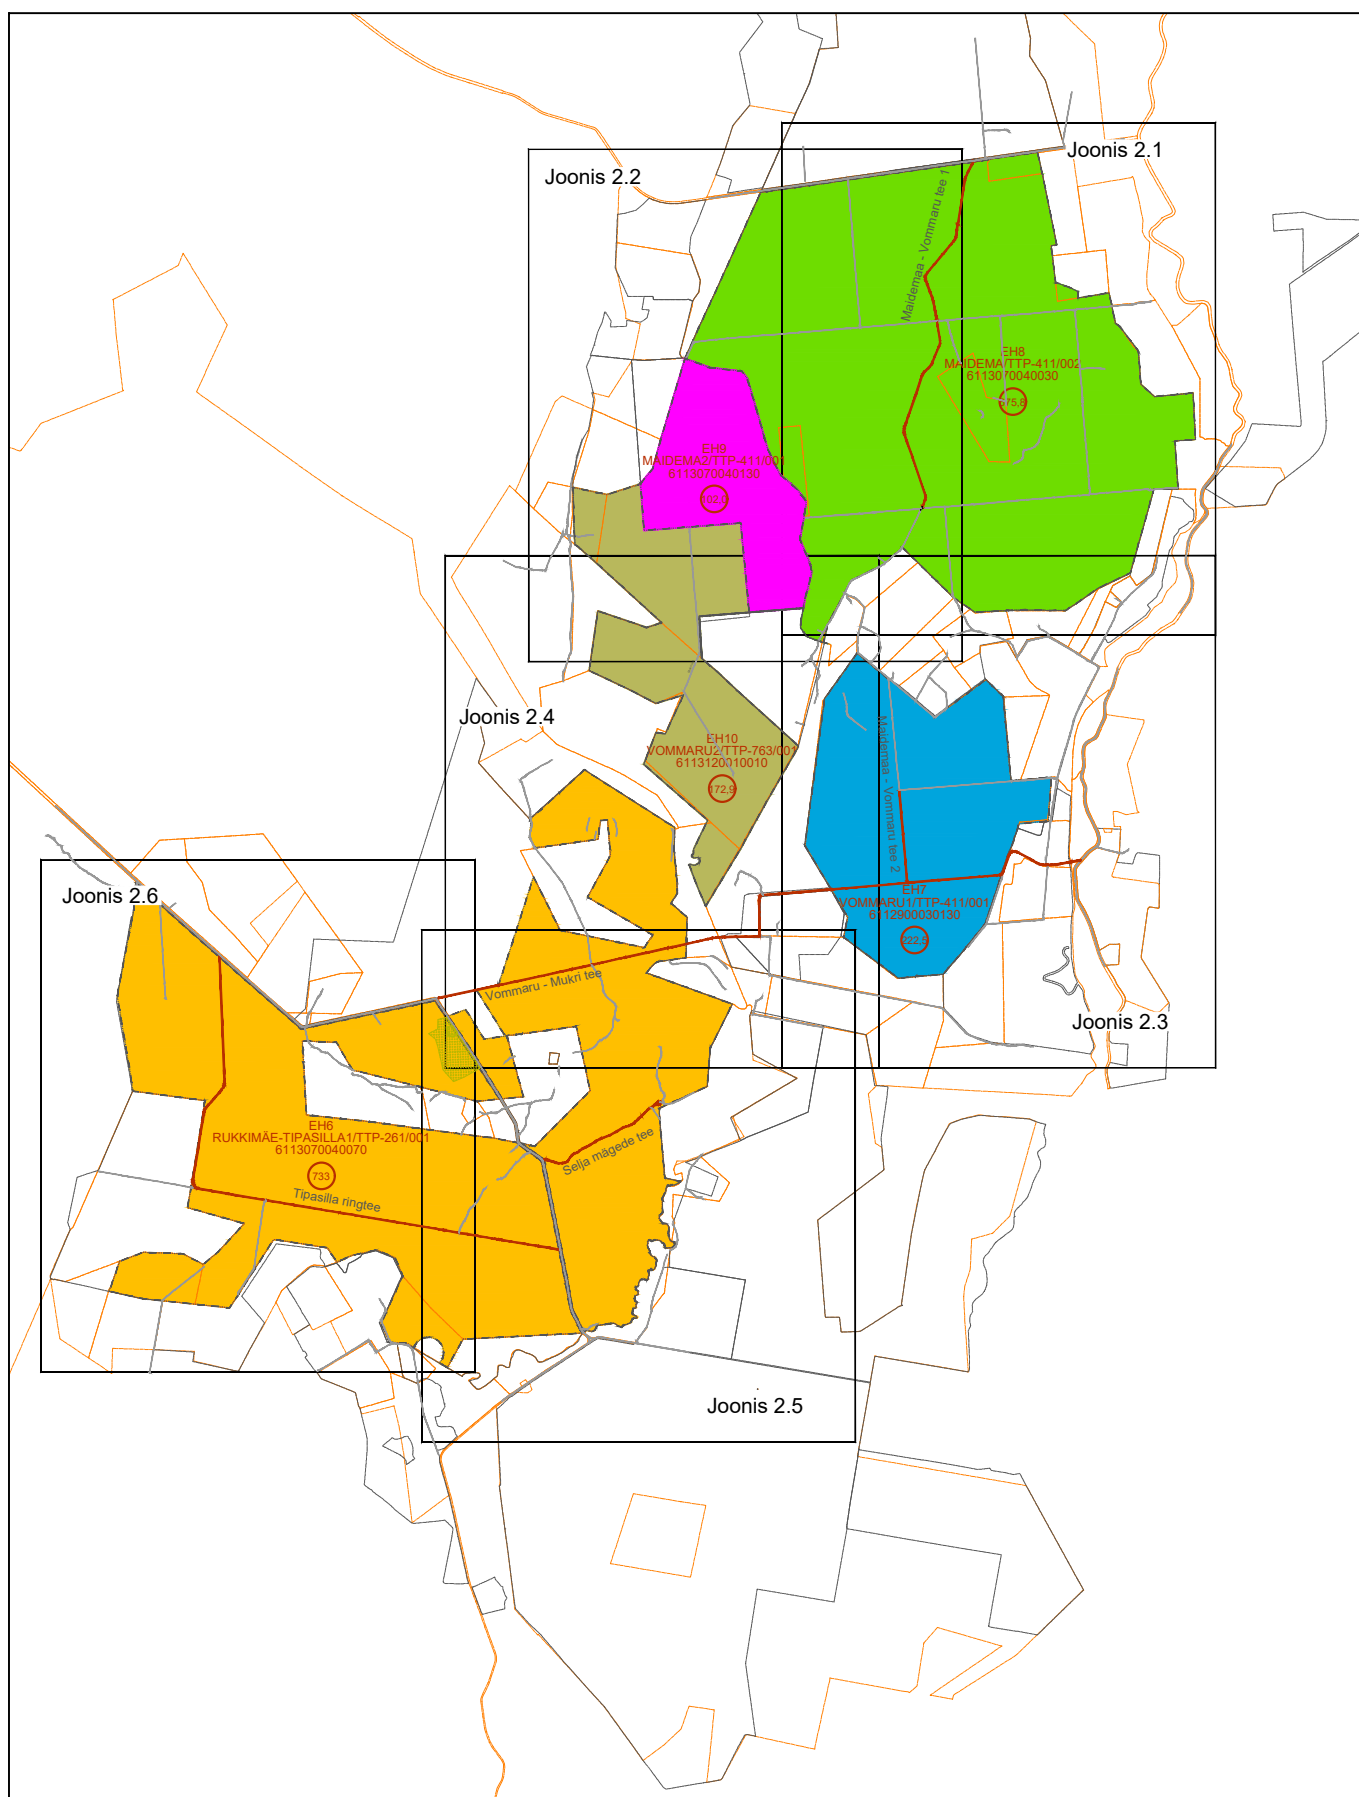 Joonis 2.1
Joonis 2.2
Maidemaa - Vommaru tee 1
EH8
MAIDEMA/TTP-411/002
6113070040030
EH9
MAIDEMA2/TTP-411/001
6113070040130
102,0
Joonis 2.4
EH10
VOMMARU2/TTP-763/001
6113120010010
172,9
Maidemaa - Vommaru tee 2
EH7
VOMMARU1/TTP-411/001
6112900030130
222,5
Joonis 2.6
Vommaru - Mukri tee
Joonis 2.3
EH6
RUKKIMÄE-TIPASILLA1/TTP-261/001
6113070040070
733
Selja mägede tee
Tipasilla ringtee
Joonis 2.5